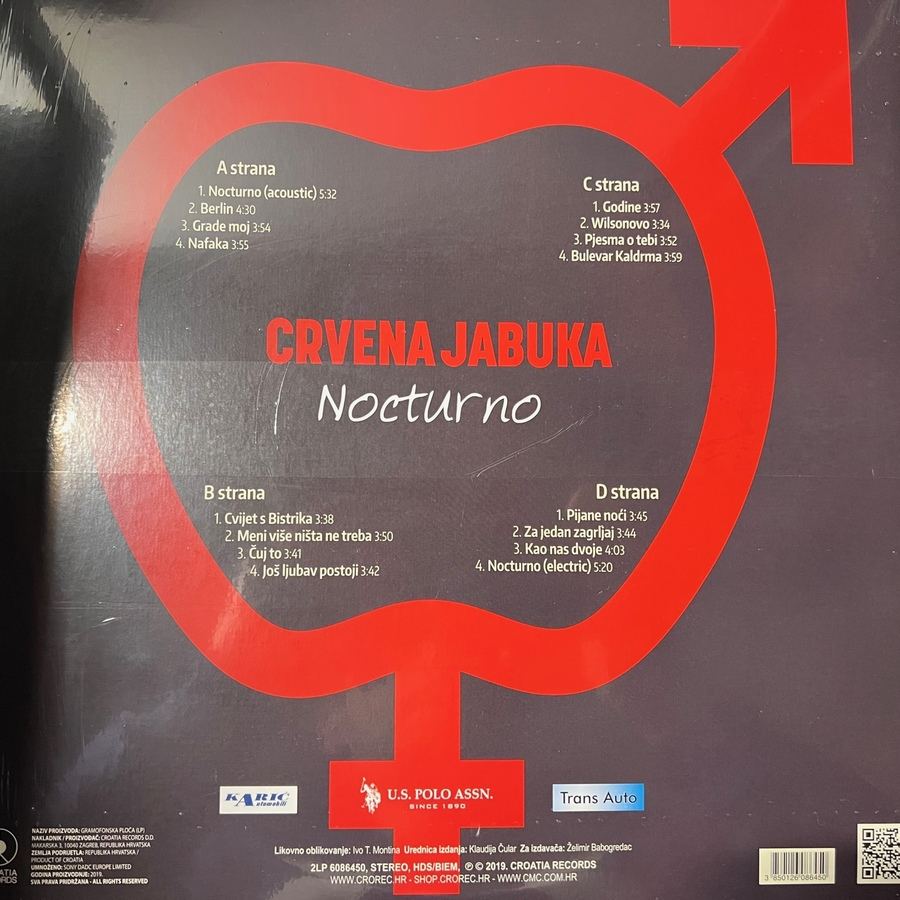 A strana
1. Nocturno (acoustic) 5:32
2. Berlin 4:30
3. Grade moj 3:54
4. Nafaka 3:55
C strana
1. Godine 3:57
2. Wilsonovo 3:34
3. Pjesma o tebi 3:52
4. Bulevar Kaldrma 3:59
CRVENA JABUKA
Nocturno
B strana
1. Cvijet s Bistrika 3:38
2. Meni više ništa ne treba 3:50
3. Čuj to 3:41
4. Još ljubav postoji 3:42
D strana
1. Pijane noći 3:45
2. Za jedan zagrljaj 3:44
3. Kao nas dvoje 4:03
4. Nocturno (electric) 5:20
KARIĆ
automobili
U.S. POLO ASSN.
SINCE 1890
Trans Auto
NAZIV PROIZVODA: GRAMOFONSKA PLOČA (LP)
NAKLADNIK / PROIZVOĐAČ: CROATIA RECORDS D.D.
MAKARSKA 3, 10040 ZAGREB, REPUBLIKA HRVATSKA
ZEMLJA PODRIJETLA: REPUBLIKA HRVATSKA /
PRODUCT OF CROATIA
UMNOŽENO: SONY DADC EUROPE LIMITED
GODINA PROIZVODNJE: 2019.
SVA PRAVA PRIDRŽANA - ALL RIGHTS RESERVED
Likovno oblikovanje: Ivo T. Montina Urednica izdanja: Klaudija Čular Za izdavača: Želimir Babogredac
2LP 6086450, STEREO, HDS/BIEM, ℗ © 2019. CROATIA RECORDS
WWW.CROREC.HR - SHOP.CROREC.HR - WWW.CMC.COM.HR
3 850126 086450